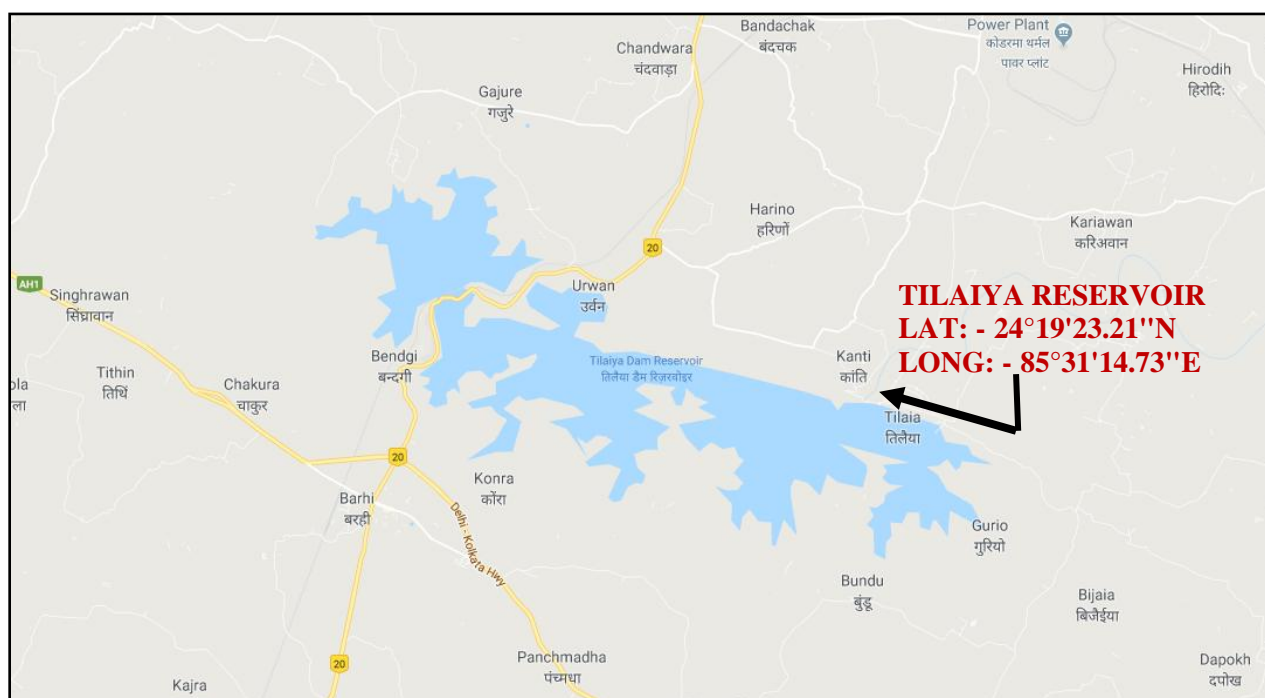 Bandachak
बंदचक
Power Plant
कोडरमा थर्मल
पावर प्लांट
Chandwara
चंदवाड़ा
Hirodih
हिरोदिः
Gajure
गजुरे
Harino
हरिणों
Kariawan
करिअवान
20
AH1
Singhrawan
सिंघ्रावान
Urwan
उर्वन
TILAIYA RESERVOIR
LAT: - 24°19'23.21''N
LONG: - 85°31'14.73''E
Bendgi
बन्दगी
Tilaiya Dam Reservoir
तिलैया डैम रिज़रवोइर
Kanti
कांति
ola
ला
Tithin
तिथिं
Chakura
चाकुर
Tilaia
तिलैया
20
Konra
कोंरा
Barhi
बरही
Delhi - Kolkata Hwy
Gurio
गुरियो
Bundu
बुंडू
Bijaia
बिजैईया
20
Panchmadha
पंच्मधा
Dapokh
दपोख
Kajra